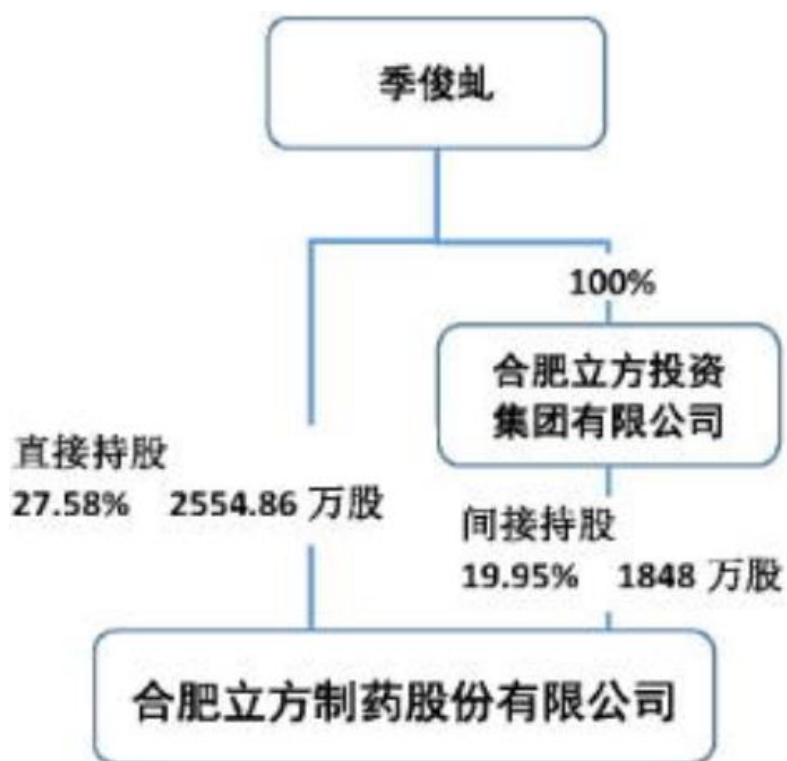 季俊虬
100%
合肥立方投资
集团有限公司
直接持股
27.58% 2554.86 万股
间接持股
19.95% 1848 万股
合肥立方制药股份有限公司